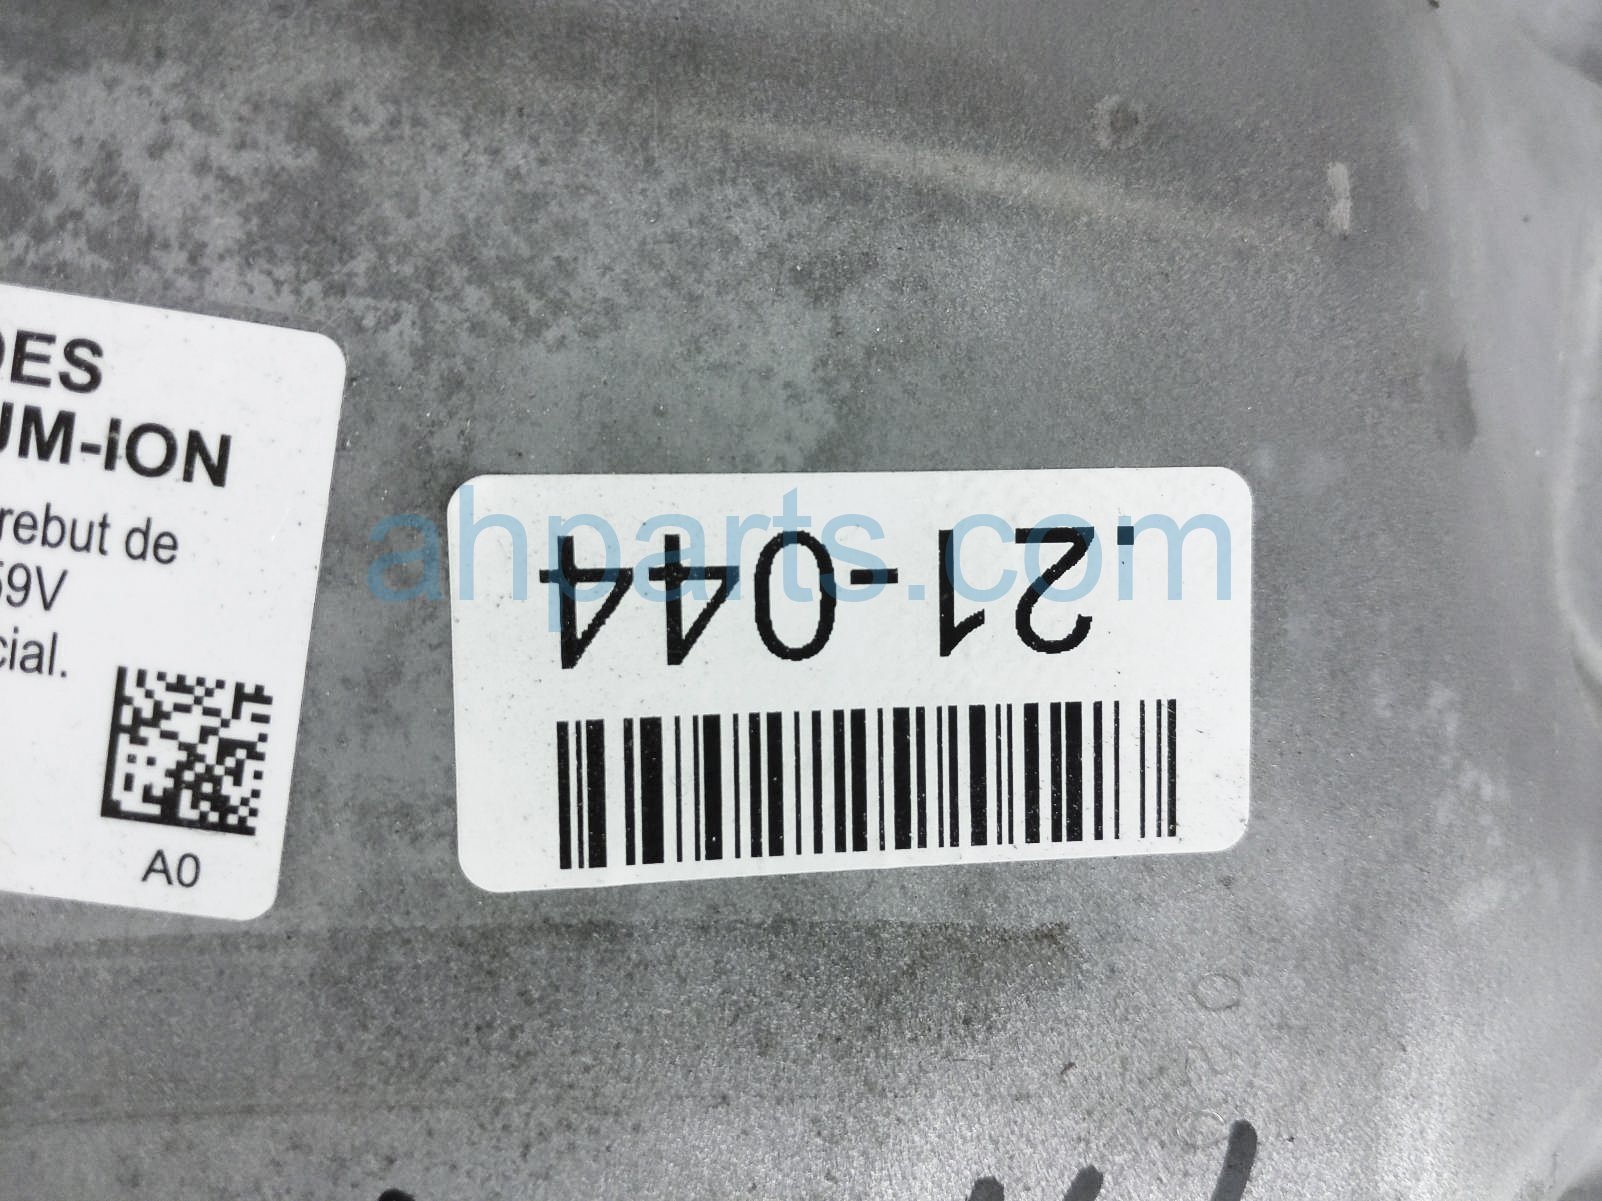 DES
UM-ION
rebut de
59V
cial.
A0
.21-044
ahparts.com